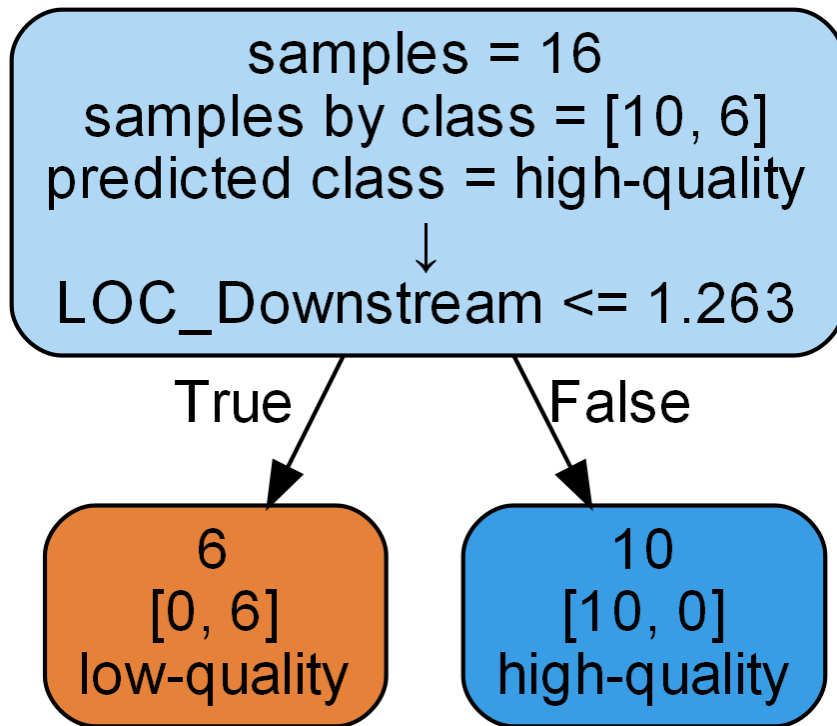 samples = 16
samples by class = [10, 6]
predicted class = high-quality
↓
LOC_Downstream <= 1.263
True
False
6
[0, 6]
low-quality
10
[10, 0]
high-quality